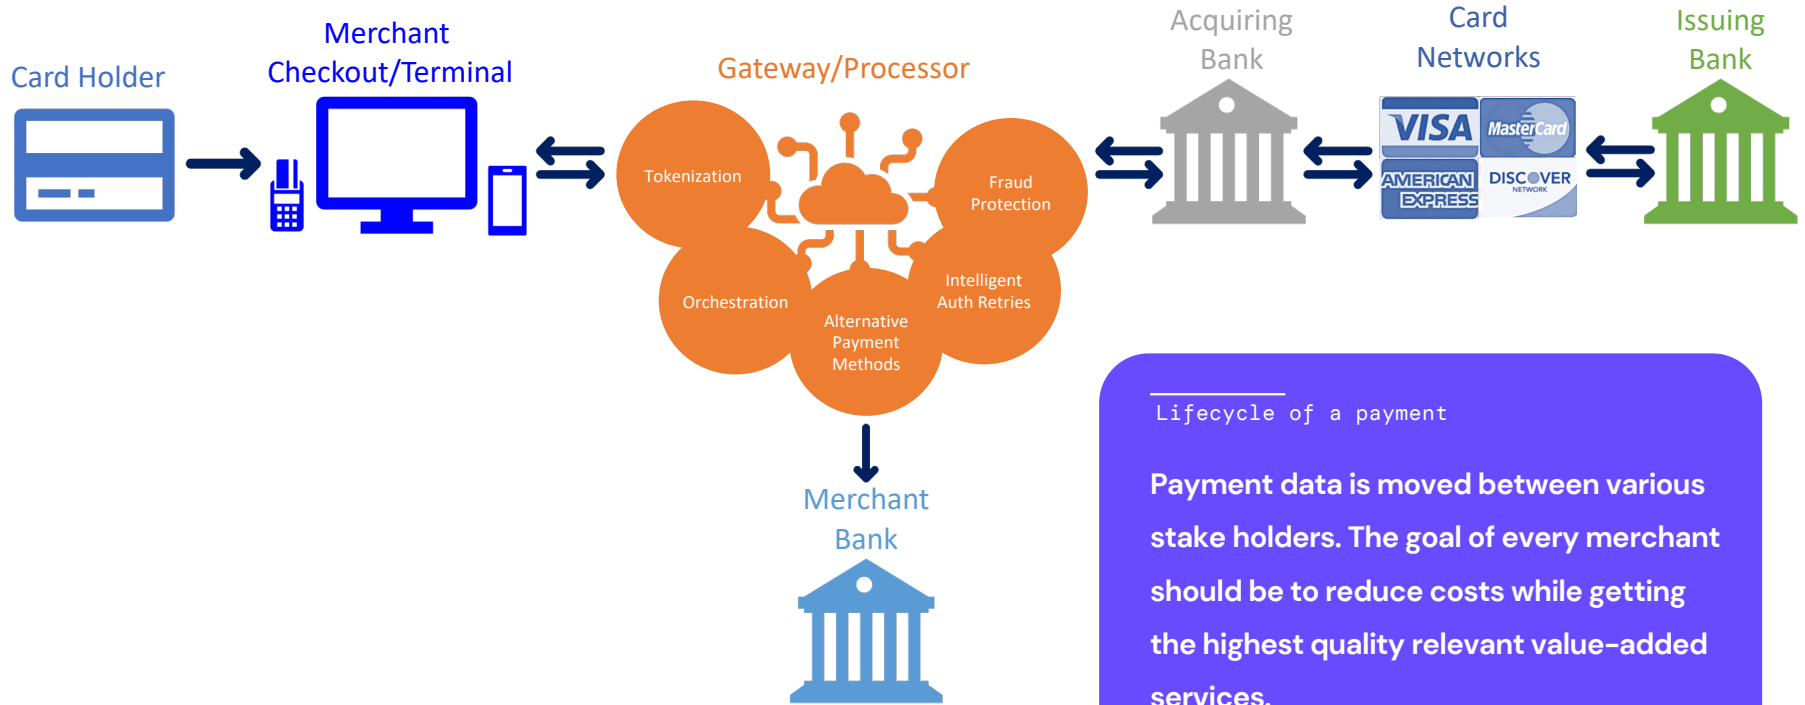 Card Holder
Merchant
Checkout/Terminal
Gateway/Processor
Acquiring
Bank
Card
Networks
Issuing
Bank
VISA
MasterCard
AMERICAN
EXPRESS
DISCOVER
NETWORK
Tokenization
Fraud
Protection
Orchestration
Intelligent
Auth Retries
Alternative
Payment
Methods
Merchant
Bank
Lifecycle of a payment
Payment data is moved between various
stake holders. The goal of every merchant
should be to reduce costs while getting
the highest quality relevant value-added
services.